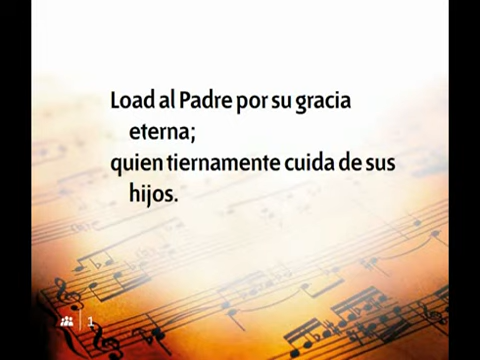 Load al Padre por su gracia
eterna;
quien tiernamente cuida de sus
hijos.
1